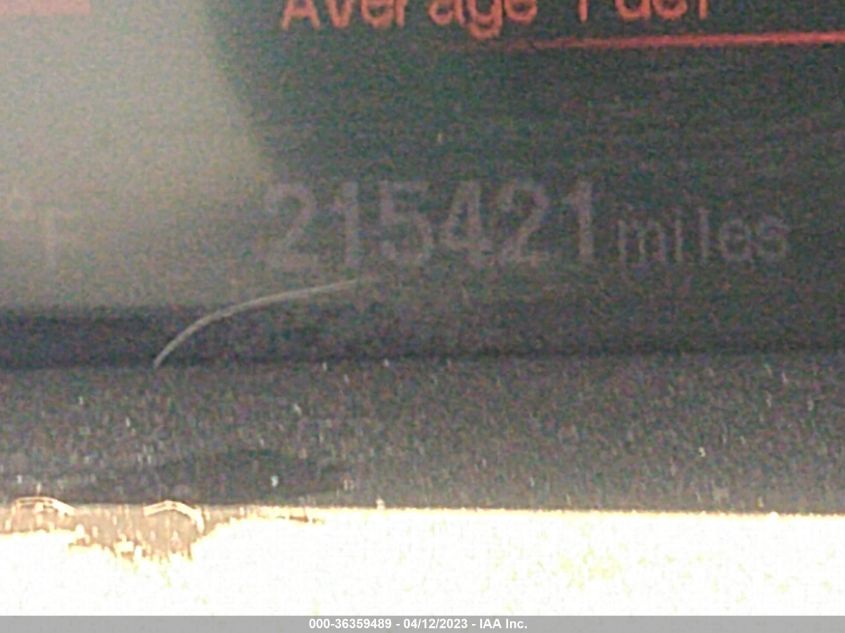 Average Fuel
°F 215421 miles
000-36359489 - 04/12/2023 - IAA Inc.